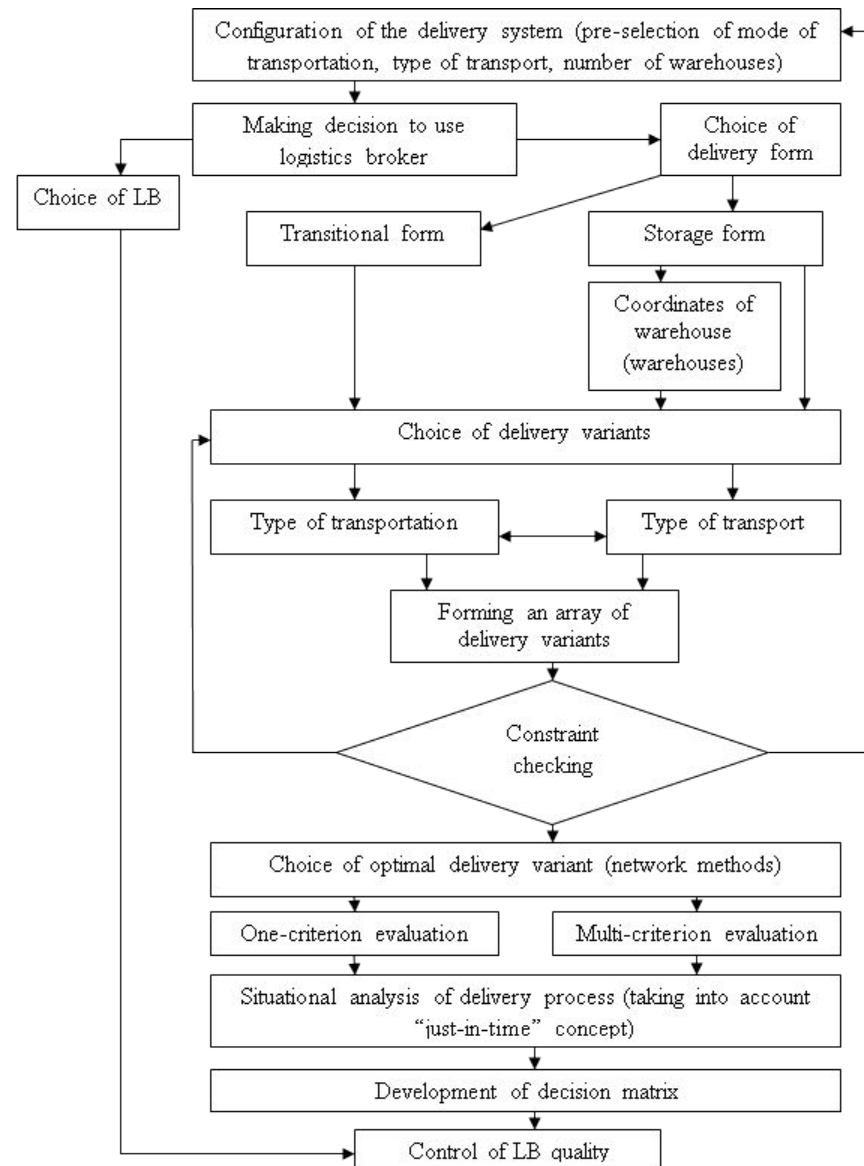 Configuration of the delivery system (pre-selection of mode of
transportation, type of transport, number of warehouses)
Making decision to use
logistics broker
Choice of
delivery form
Choice of LB
Transitional form
Storage form
Coordinates of
warehouse
(warehouses)
Choice of delivery variants
Type of transportation
Type of transport
Forming an array of
delivery variants
Constraint
checking
Choice of optimal delivery variant (network methods)
One-criterion evaluation
Multi-criterion evaluation
Situational analysis of delivery process (taking into account
“just-in-time” concept)
Development of decision matrix
Control of LB quality